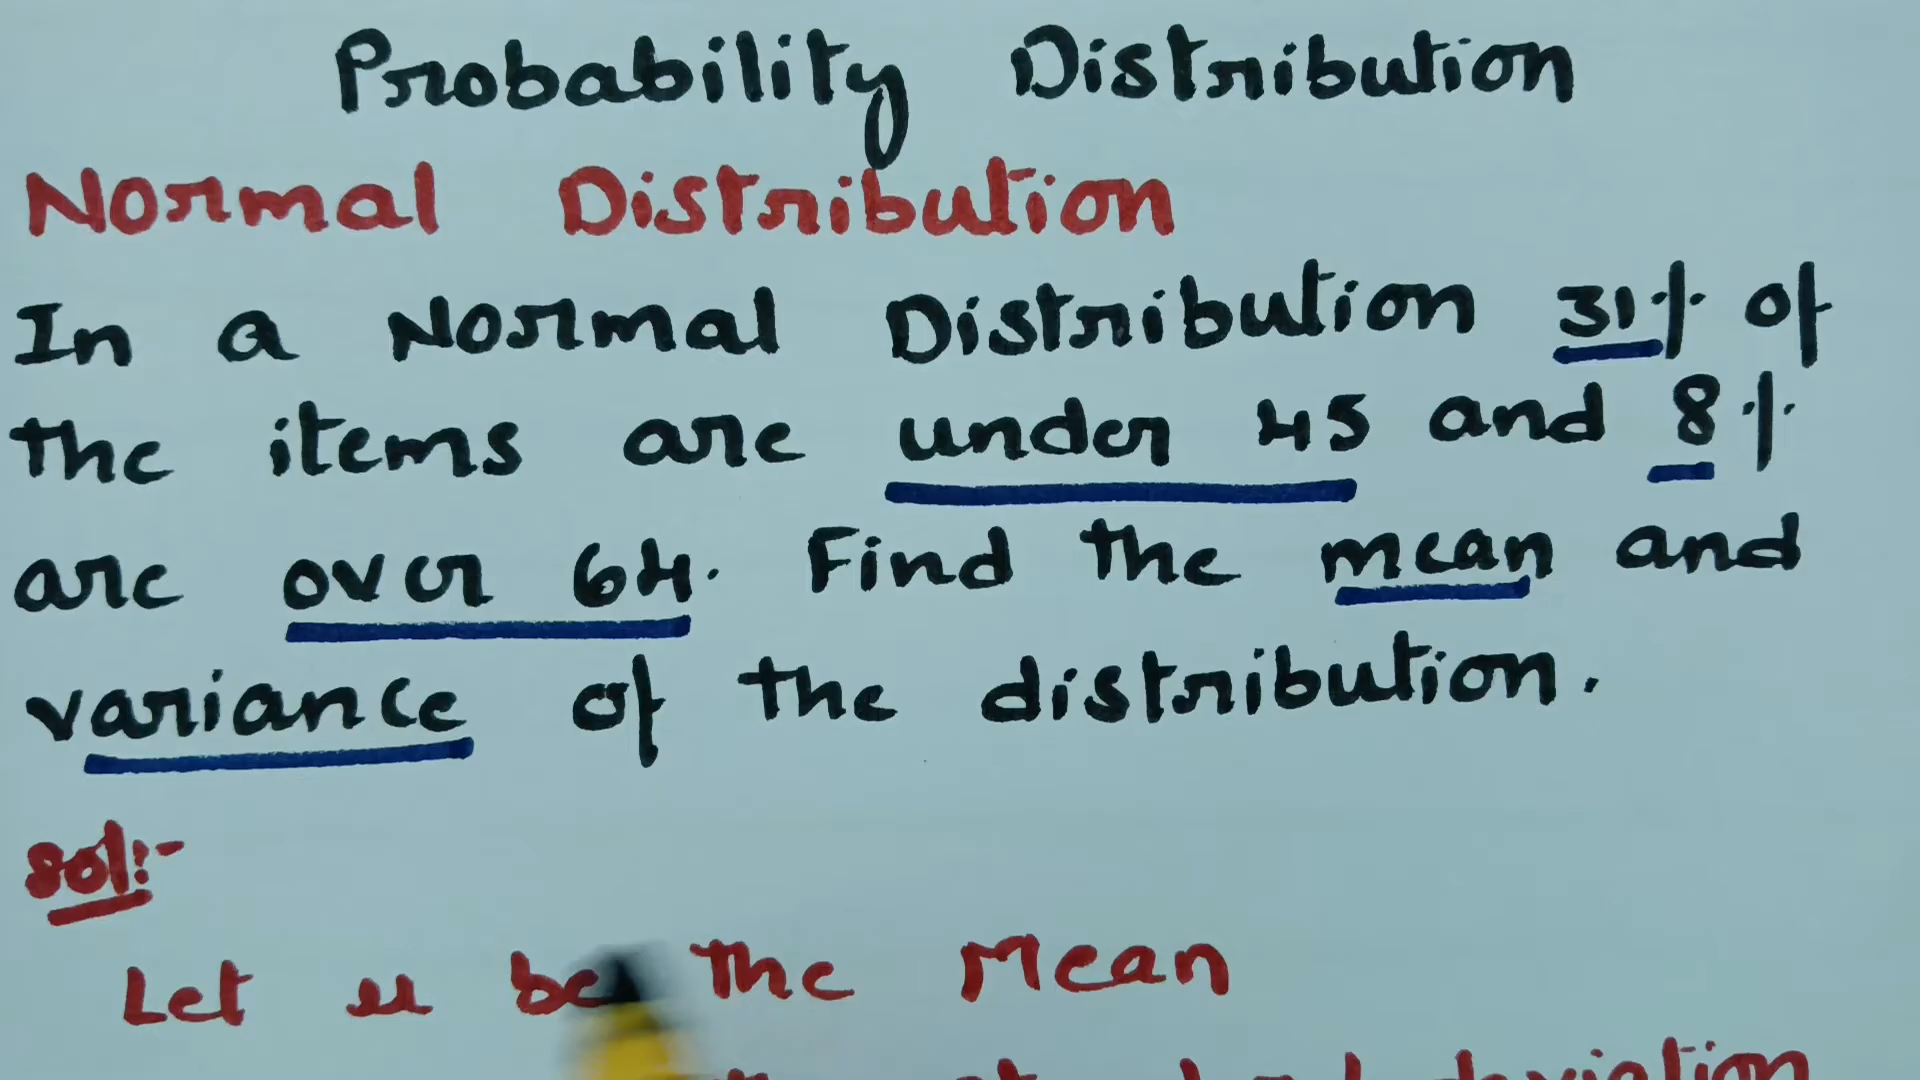 Probability Distribution
Normal Distribution
In a Normal Distribution 31% of
the items are under 45 and 8%
are over 64. Find the mean and
variance of the distribution.
Sol:-
Let μ be the Mean
deviation